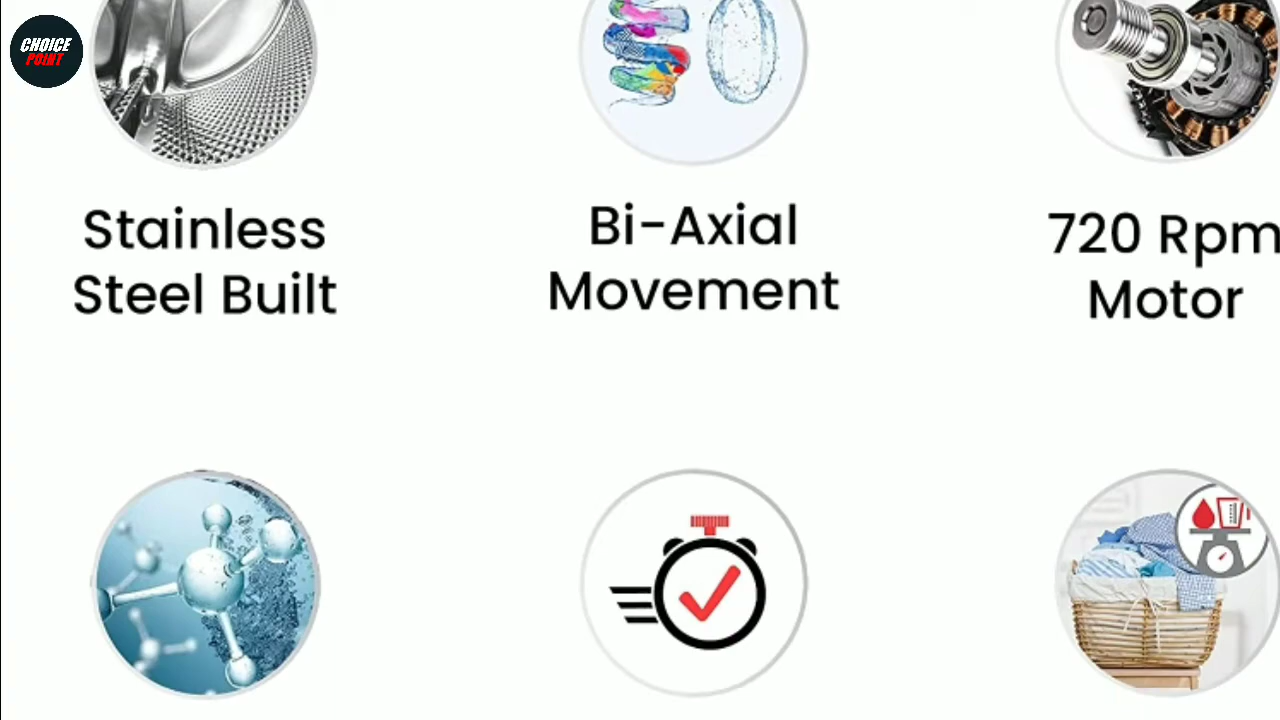 CHOICE
POINT
Stainless
Steel Built
Bi-Axial
Movement
720 Rpm
Motor